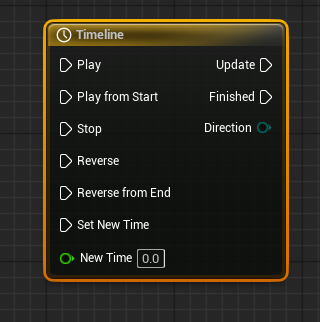 Timeline
Play Update
Play from Start Finished
Stop Direction
Reverse
Reverse from End
Set New Time
New Time 0.0